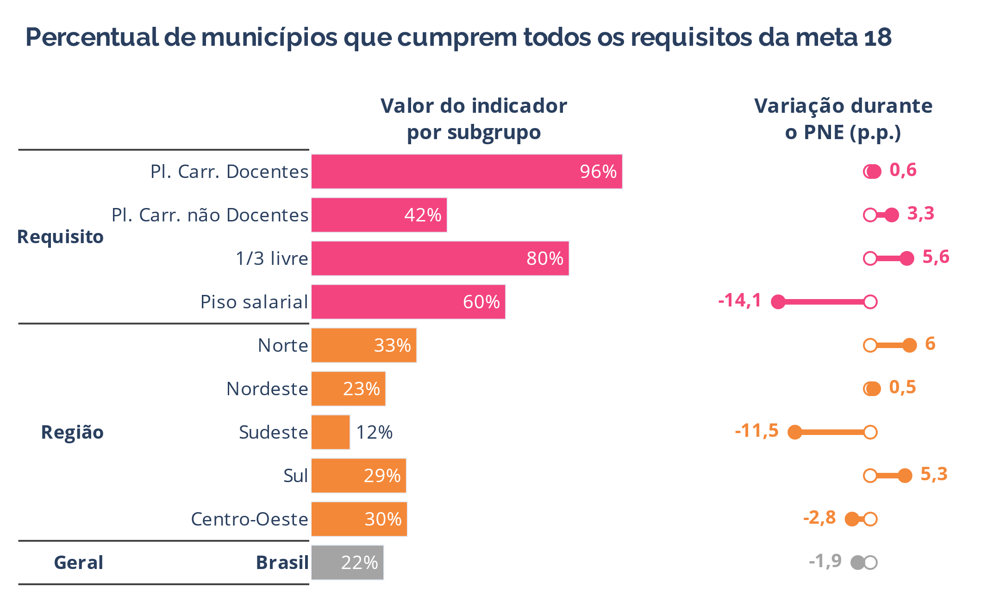 Percentual de municípios que cumprem todos os requisitos da meta 18
Valor do indicador
por subgrupo
Variação durante
o PNE (p.p.)
Requisito
Pl. Carr. Docentes 96% 0,6
Pl. Carr. não Docentes 42% 3,3
1/3 livre 80% 5,6
Piso salarial 60% -14,1
Região
Norte 33% 6
Nordeste 23% 0,5
Sudeste 12% -11,5
Sul 29% 5,3
Centro-Oeste 30% -2,8
Geral Brasil 22% -1,9